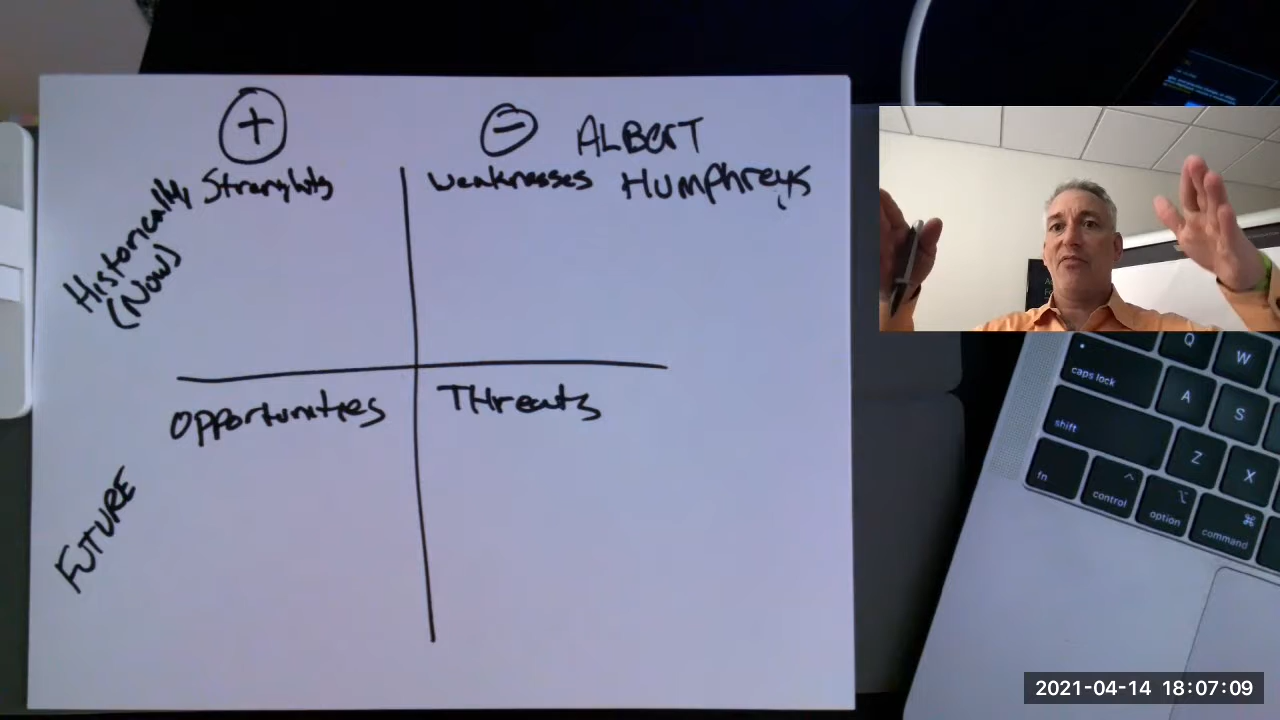 +
- ALBERT
Strenghts
Weaknesses Humphreys
Historically
(Now)
Opportunities
THreats
FUTURE
Q
W
caps lock
A
S
shift
Z
X
fn
control
option
⌘
command
2021-04-14 18:07:09